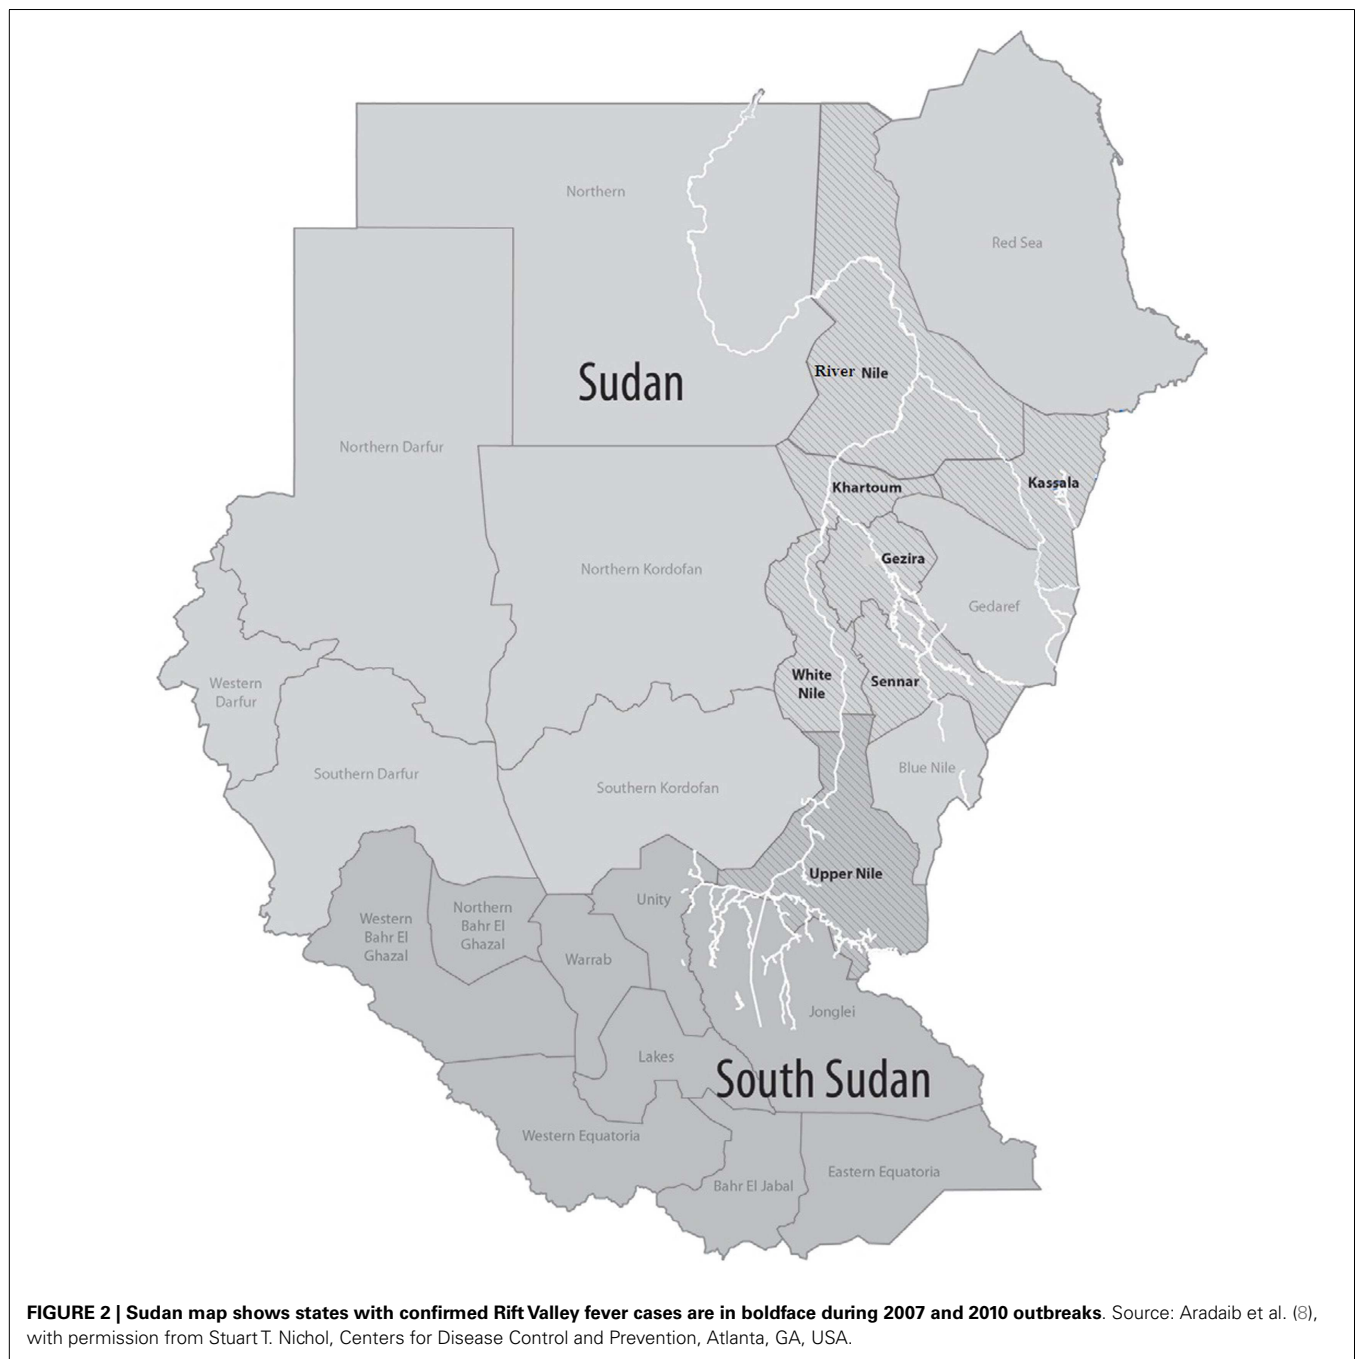 Northern
Red Sea
River Nile
Sudan
Northern Darfur
Kassala
Khartoum
Gezira
Northern Kordofan
Gedaref
White
Nile
Sennar
Western
Darfur
Blue Nile
Southern Darfur
Southern Kordofan
Upper Nile
Unity
Northern
Bahr El
Ghazal
Western
Bahr El
Ghazal
Warrab
Jonglei
Lakes
South Sudan
Western Equatoria
Eastern Equatoria
Bahr El Jabal
FIGURE 2 | Sudan map shows states with confirmed Rift Valley fever cases are in boldface during 2007 and 2010 outbreaks. Source: Aradaib et al. (8),
with permission from Stuart T. Nichol, Centers for Disease Control and Prevention, Atlanta, GA, USA.